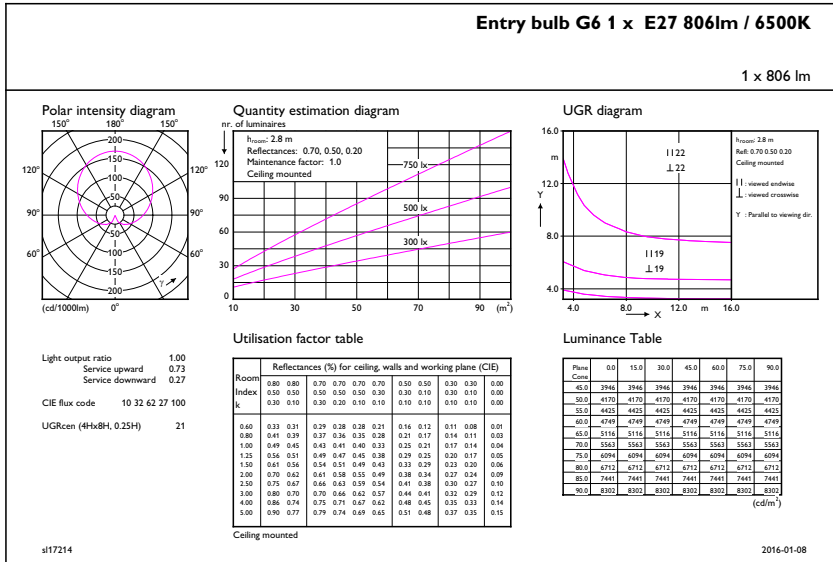 Entry bulb G6 1 x E27 806lm / 6500K
1 x 806 lm
Polar intensity diagram
150° 180° 150°
120° 120°
90° 90°
60° 60°
200
150
100
50
50
100
150
200
γ
(cd/1000lm) 0°
Quantity estimation diagram
nr. of luminaires
hroom: 2.8 m
Reflectances: 0.70, 0.50, 0.20
Maintenance factor: 1.0
Ceiling mounted
120
90
60
30
0
750 lx
500 lx
300 lx
10 30 50 70 90 (m²)
UGR diagram
16.0
m
12.0
Y
8.0
4.0
II 22
⊥ 22
II 19
⊥ 19
4.0 8.0 12.0 m 16.0
X
hroom: 2.8 m
Refl: 0.70 0.50 0.20
Ceiling mounted
II : viewed endwise
⊥ : viewed crosswise
Y : Parallel to viewing dir.
Light output ratio 1.00
Service upward 0.73
Service downward 0.27
CIE flux code 10 32 62 27 100
UGRcen (4Hx8H, 0.25H) 21
Utilisation factor table
Room Index k
Reflectances (%) for ceiling, walls and working plane (CIE)
0.80 0.80 0.70 0.70 0.70 0.70 0.50 0.50 0.30 0.30 0.00
0.50 0.50 0.50 0.50 0.50 0.30 0.30 0.10 0.30 0.10 0.00
0.30 0.10 0.30 0.20 0.10 0.10 0.10 0.10 0.10 0.10 0.00
0.60 0.33 0.31 0.29 0.28 0.28 0.21 0.16 0.12 0.11 0.08 0.01
0.80 0.41 0.39 0.37 0.36 0.35 0.28 0.21 0.17 0.14 0.11 0.03
1.00 0.49 0.45 0.43 0.41 0.40 0.33 0.25 0.21 0.17 0.14 0.04
1.25 0.56 0.51 0.49 0.47 0.45 0.38 0.29 0.25 0.20 0.17 0.05
1.50 0.61 0.56 0.54 0.51 0.49 0.43 0.33 0.29 0.23 0.20 0.06
2.00 0.70 0.62 0.61 0.58 0.55 0.49 0.38 0.34 0.27 0.24 0.09
2.50 0.75 0.67 0.66 0.63 0.59 0.54 0.41 0.38 0.30 0.27 0.10
3.00 0.80 0.70 0.70 0.66 0.62 0.57 0.44 0.41 0.32 0.29 0.12
4.00 0.86 0.74 0.75 0.71 0.67 0.62 0.48 0.45 0.35 0.33 0.14
5.00 0.90 0.77 0.79 0.74 0.69 0.65 0.51 0.48 0.37 0.35 0.15
Ceiling mounted
Luminance Table
Plane 0.0 15.0 30.0 45.0 60.0 75.0 90.0
Cone
45.0 3946 3946 3946 3946 3946 3946 3946
50.0 4170 4170 4170 4170 4170 4170 4170
55.0 4425 4425 4425 4425 4425 4425 4425
60.0 4749 4749 4749 4749 4749 4749 4749
65.0 5116 5116 5116 5116 5116 5116 5116
70.0 5563 5563 5563 5563 5563 5563 5563
75.0 6094 6094 6094 6094 6094 6094 6094
80.0 6712 6712 6712 6712 6712 6712 6712
85.0 7441 7441 7441 7441 7441 7441 7441
90.0 8302 8302 8302 8302 8302 8302 8302
(cd/m²)
sl17214
2016-01-08